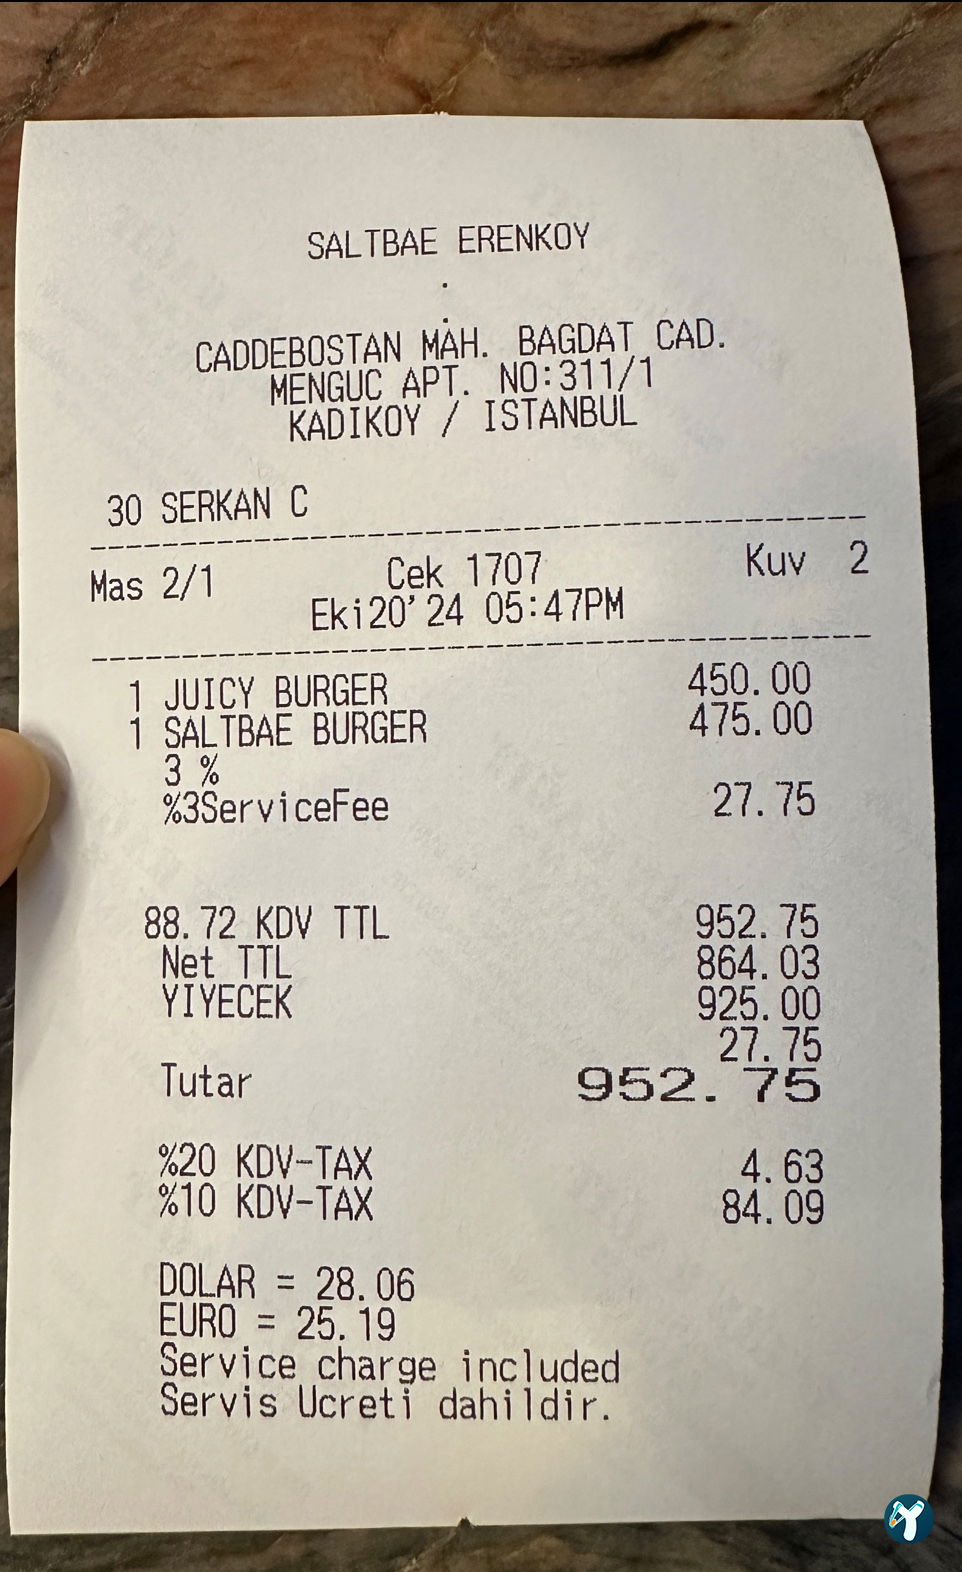 SALTBAE ERENKOY
.
.
CADDEBOSTAN MAH. BAGDAT CAD.
MENGUC APT. NO:311/1
KADIKOY / ISTANBUL
30 SERKAN C
Mas 2/1 Cek 1707 Kuv 2
Eki20'24 05:47PM
1 JUICY BURGER 450.00
1 SALTBAE BURGER 475.00
3 %
%3ServiceFee 27.75
88.72 KDV TTL 952.75
Net TTL 864.03
YIYECEK 925.00
27.75
Tutar 952.75
%20 KDV-TAX 4.63
%10 KDV-TAX 84.09
DOLAR = 28.06
EURO = 25.19
Service charge included
Servis Ucreti dahildir.